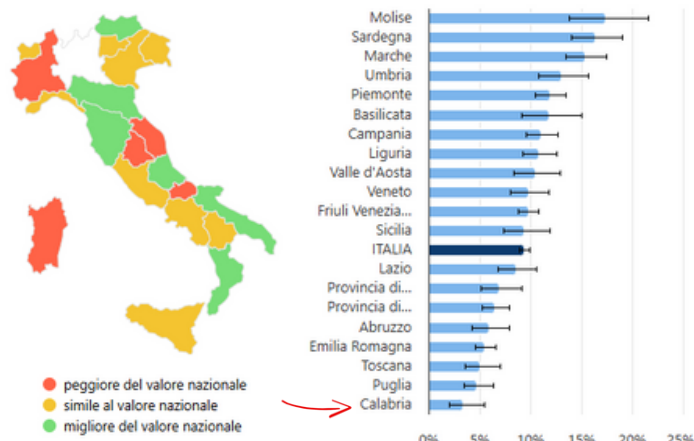 Molise
Sardegna
Marche
Umbria
Piemonte
Basilicata
Campania
Liguria
Valle d'Aosta
Veneto
Friuli Venezia...
Sicilia
ITALIA
Lazio
Provincia di...
Provincia di...
Abruzzo
Emilia Romagna
Toscana
Puglia
Calabria
peggiore del valore nazionale
simile al valore nazionale
migliore del valore nazionale
0% 5% 10% 15% 20% 25%